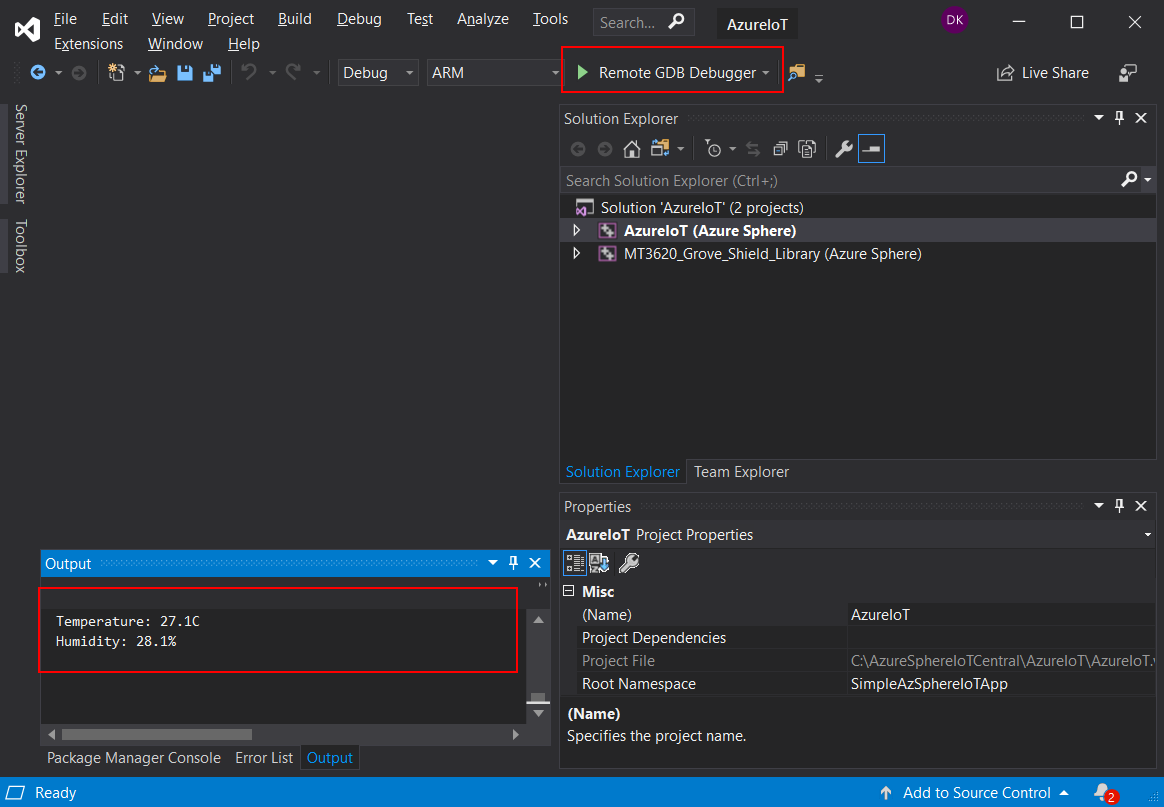 File Edit View Project Build Debug Test Analyze Tools Search... AzureIoT DK
Extensions Window Help
Debug ARM Remote GDB Debugger Live Share
Server Explorer
Toolbox
Solution Explorer
Search Solution Explorer (Ctrl+;)
Solution 'AzureIoT' (2 projects)
AzureIoT (Azure Sphere)
MT3620_Grove_Shield_Library (Azure Sphere)
Solution Explorer Team Explorer
Properties
AzureIoT Project Properties
Misc
(Name) AzureIoT
Project Dependencies
Project File C:\AzureSphereIoTCentral\AzureIoT\AzureIoT.v
Root Namespace SimpleAzSphereIoTApp
(Name)
Specifies the project name.
Output
Temperature: 27.1C
Humidity: 28.1%
Package Manager Console Error List Output
Ready Add to Source Control 2